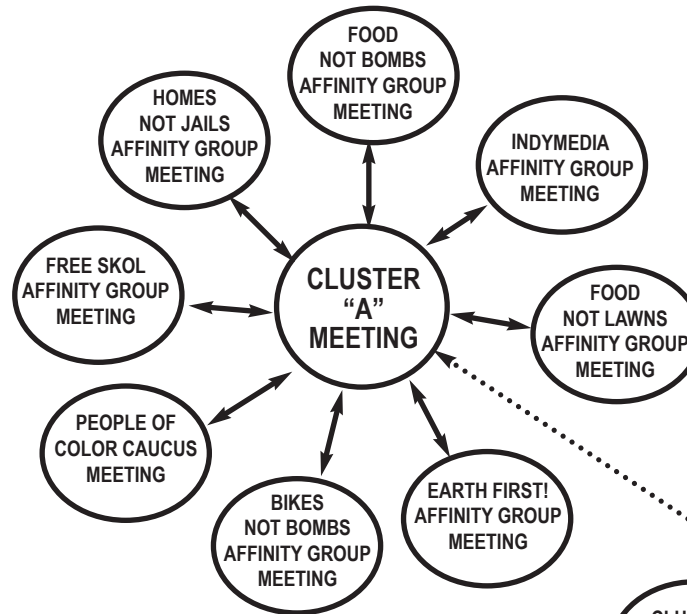 FOOD
NOT BOMBS
AFFINITY GROUP
MEETING
HOMES
NOT JAILS
AFFINITY GROUP
MEETING
INDYMEDIA
AFFINITY GROUP
MEETING
FREE SKOL
AFFINITY GROUP
MEETING
CLUSTER
“A”
MEETING
FOOD
NOT LAWNS
AFFINITY GROUP
MEETING
PEOPLE OF
COLOR CAUCUS
MEETING
BIKES
NOT BOMBS
AFFINITY GROUP
MEETING
EARTH FIRST!
AFFINITY GROUP
MEETING